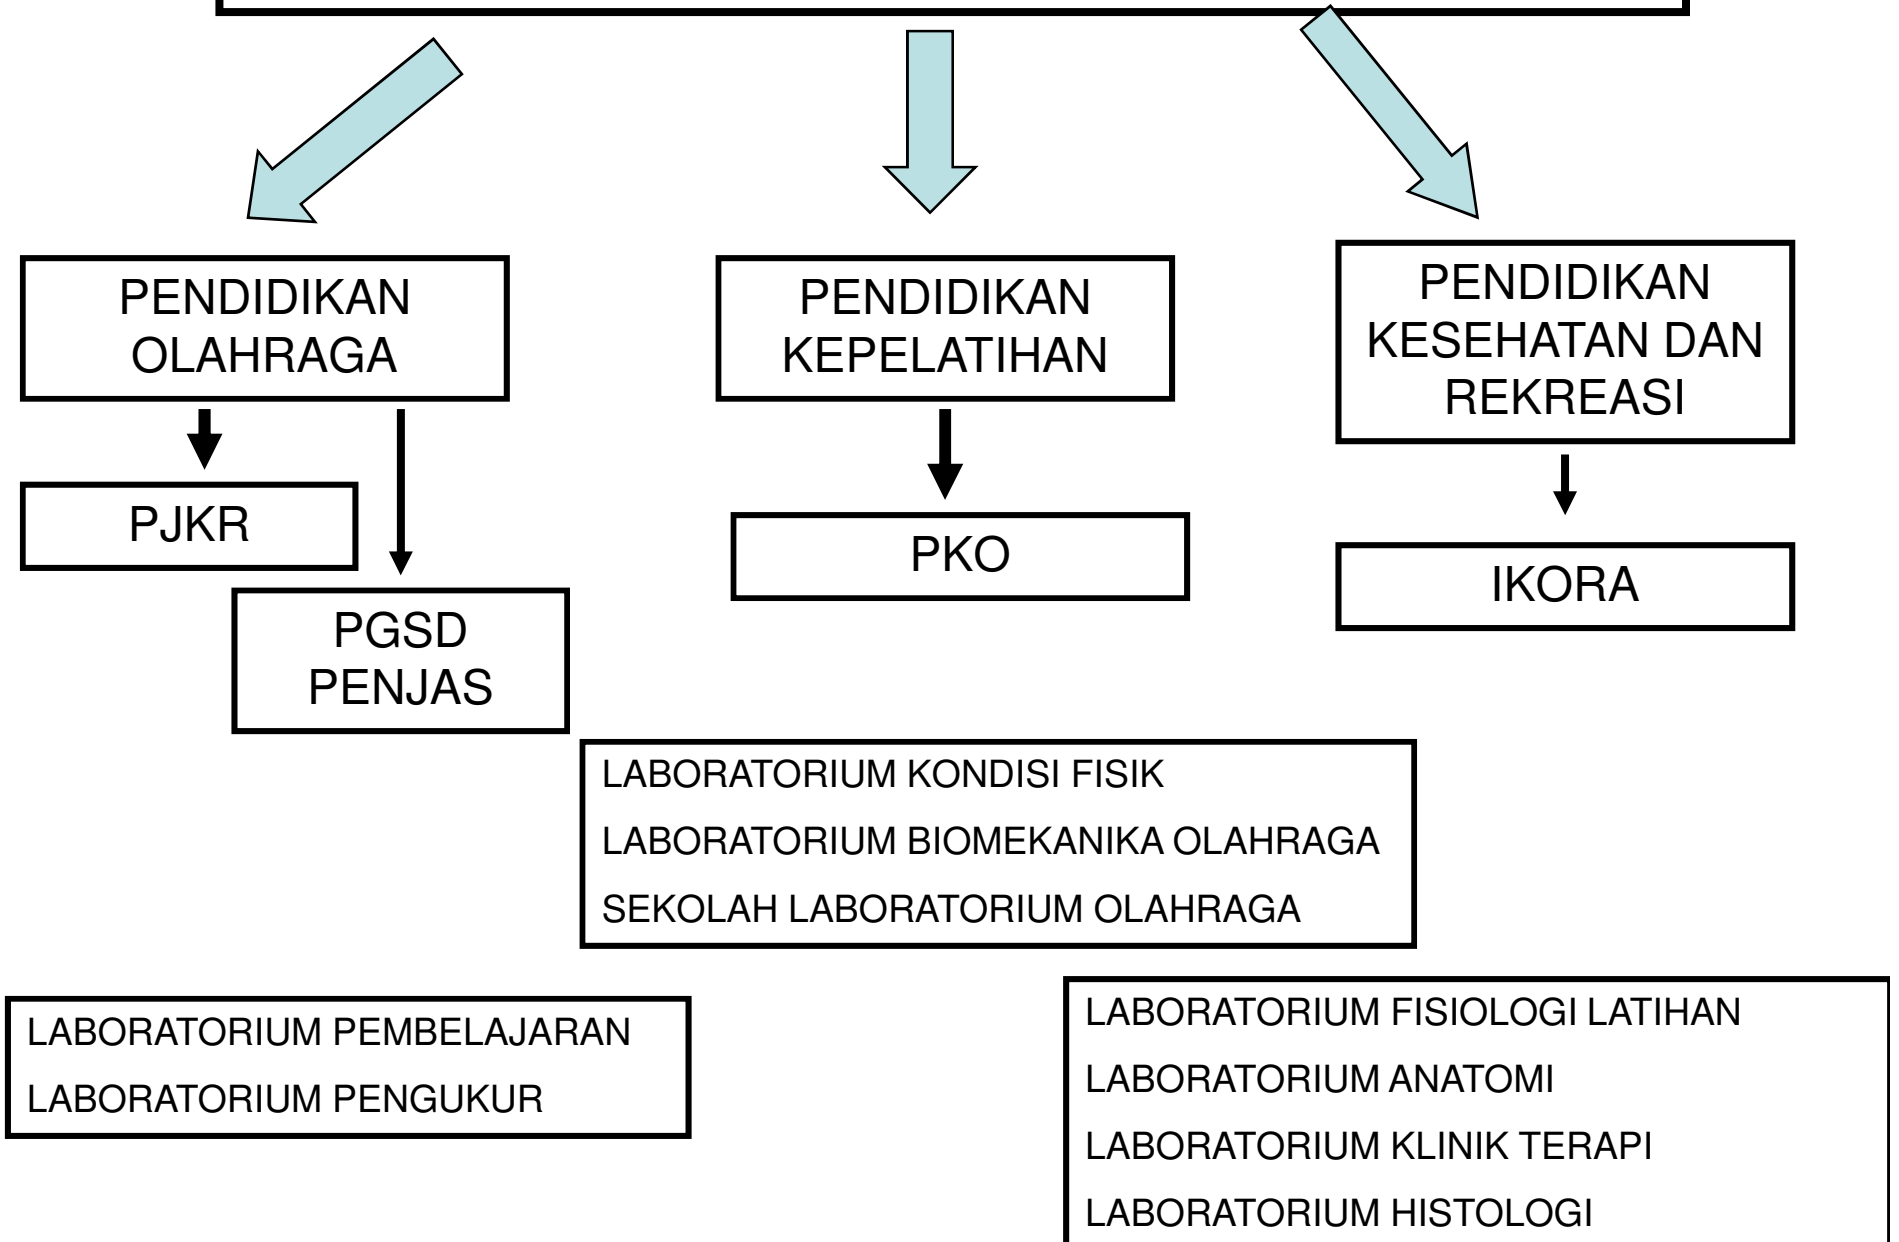 PENDIDIKAN
OLAHRAGA
PENDIDIKAN
KEPELATIHAN
PENDIDIKAN
KESEHATAN DAN
REKREASI
PJKR
PKO
IKORA
PGSD
PENJAS
LABORATORIUM KONDISI FISIK
LABORATORIUM BIOMEKANIKA OLAHRAGA
SEKOLAH LABORATORIUM OLAHRAGA
LABORATORIUM PEMBELAJARAN
LABORATORIUM PENGUKUR
LABORATORIUM FISIOLOGI LATIHAN
LABORATORIUM ANATOMI
LABORATORIUM KLINIK TERAPI
LABORATORIUM HISTOLOGI